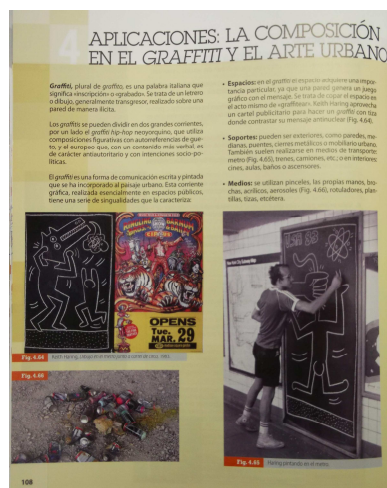 4
APLICACIONES: LA COMPOSICIÓN
EN EL GRAFFITI Y EL ARTE URBANO
Graffiti, plural de graffito, es una palabra italiana que
significa «inscripción» o «grabado». Se trata de un letrero
o dibujo, generalmente transgresor, realizado sobre una
pared de manera ilícita.
Los graffitis se pueden dividir en dos grandes corrientes,
por un lado el graffiti hip-hop neoyorquino, que utiliza
composiciones figurativas con autoreferencias de gue-
to, y el europeo que, con un contenido más verbal, es
de carácter antiautoritario y con intenciones socio-po-
líticas.
El graffiti es una forma de comunicación escrita y pintada
que se ha incorporado al paisaje urbano. Esta corriente
gráfica, realizada esencialmente en espacios públicos,
tiene una serie de singualidades que la caracteriza:
• Espacios: en el graffito el espacio adquiere una impor-
tancia particular, ya que una pared genera un juego
gráfico con el mensaje. Se trata de copar el espacio es
el acto mismo de «graffitear». Keith Haring aprovecha
un cartel publicitario para hacer un graffiti con tiza
donde contrastar su mensaje antinuclear (Fig. 4.64).
• Soportes: pueden ser exteriores, como paredes, me-
dianas, puentes, cierres metálicos o mobiliario urbano.
También suelen realizarse en medios de transporte:
metro (Fig. 4.65), trenes, camiones, etc.; o en interiores:
cines, aulas, baños o ascensores.
• Medios: se utilizan pinceles, las propias manos, bro-
chas, acrílicos, aerosoles (Fig. 4.66), rotuladores, plan-
tillas, tizas, etcétera.
CIRCUS
OPENS
Tue.
MAR. 29
Fig. 4.64
Fig. 4.66
Fig. 4.65 Haring pintando en el metro.
108